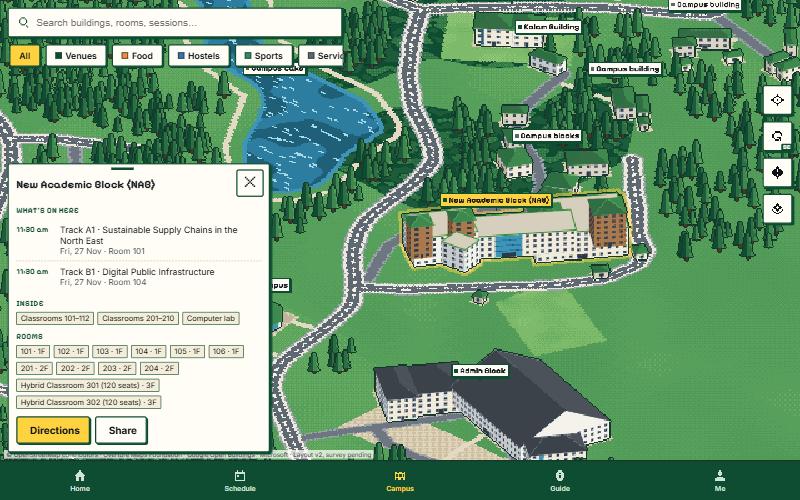 Search buildings, rooms, sessions...
All
Venues
Food
Hostels
Sports
Servic
Campus building
Kalam Building
Campus building
Campus blocks
New Academic Block (NAB)
Admin Block
New Academic Block (NAB)
WHAT'S ON HERE
11:30 am
Track A1 · Sustainable Supply Chains in the
North East
Fri, 27 Nov · Room 101
11:30 am
Track B1 · Digital Public Infrastructure
Fri, 27 Nov · Room 104
INSIDE
Classrooms 101–112
Classrooms 201–210
Computer lab
ROOMS
101 · 1F
102 · 1F
103 · 1F
104 · 1F
105 · 1F
106 · 1F
201 · 2F
202 · 2F
203 · 2F
204 · 2F
Hybrid Classroom 301 (120 seats) · 3F
Hybrid Classroom 302 (120 seats) · 3F
Directions
Share
Layout v2, survey pending
Home
Schedule
Campus
Guide
Me